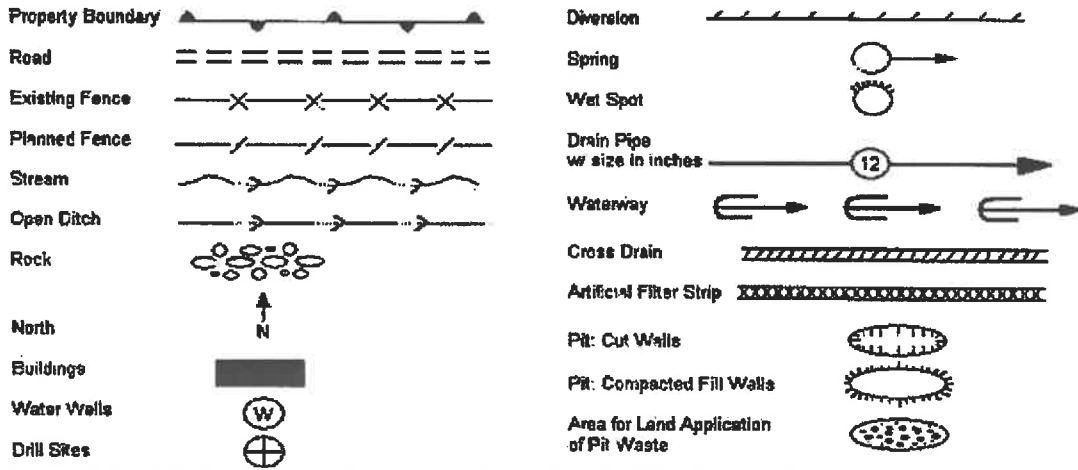 Property Boundary
Road
Existing Fence
Planned Fence
Stream
Open Ditch
Rock
N
North
Buildings
Water Wells
W
Drill Sites
Diversion
Spring
Wet Spot
Drain Pipe
w/ size in inches
12
Waterway
Cross Drain
Artificial Filter Strip
Pit: Cut Walls
Pit: Compacted Fill Walls
Area for Land Application
of Pit Waste